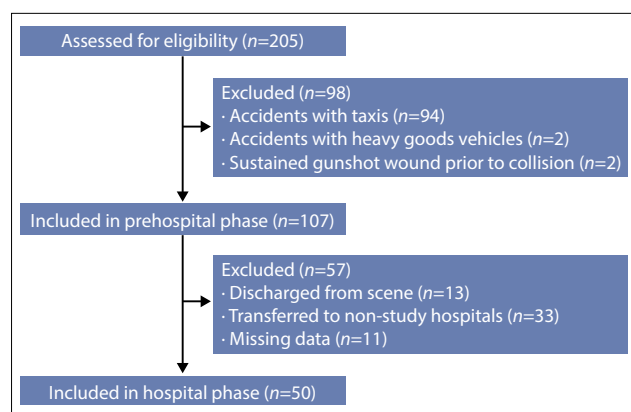 Assessed for eligibility (n=205)
Excluded (n=98)
· Accidents with taxis (n=94)
· Accidents with heavy goods vehicles (n=2)
· Sustained gunshot wound prior to collision (n=2)
Included in prehospital phase (n=107)
Excluded (n=57)
· Discharged from scene (n=13)
· Transferred to non-study hospitals (n=33)
· Missing data (n=11)
Included in hospital phase (n=50)